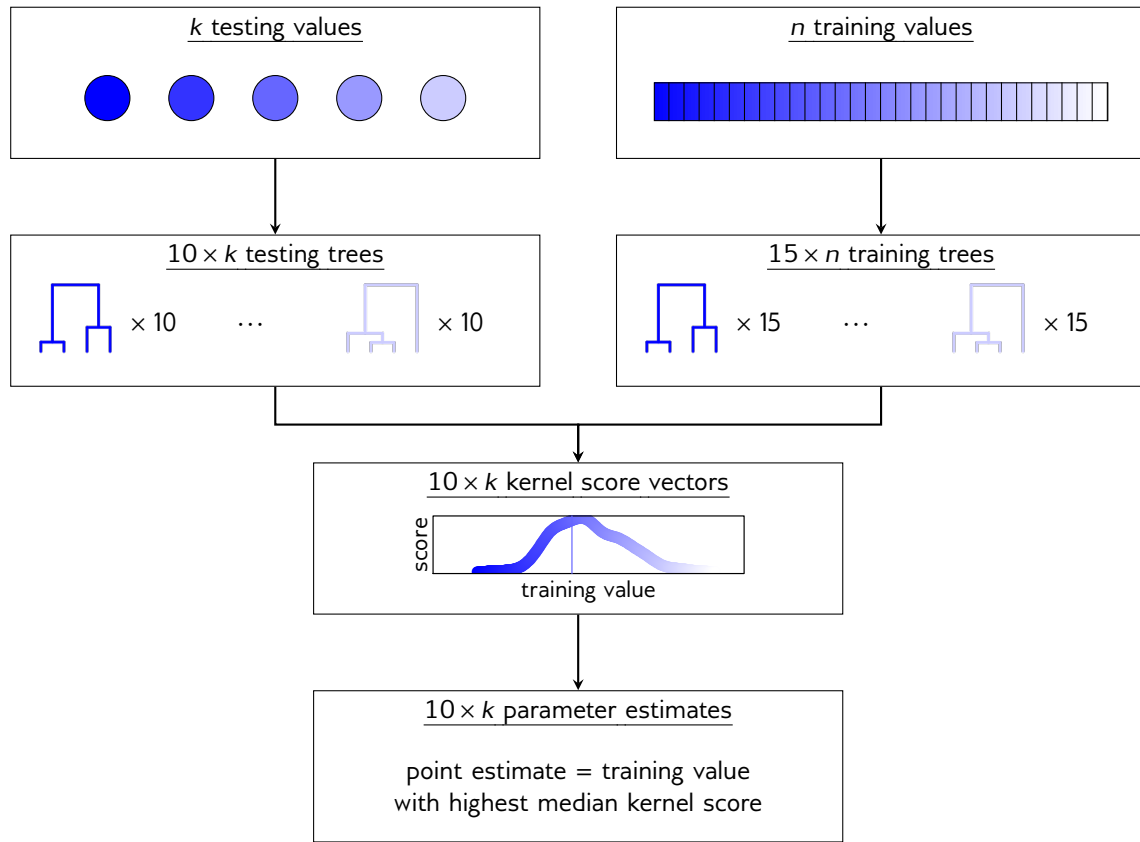 k testing values
n training values
10 × k testing trees
× 10 ... × 10
15 × n training trees
× 15 ... × 15
10 × k kernel score vectors
score
training value
10 × k parameter estimates
point estimate = training value
with highest median kernel score